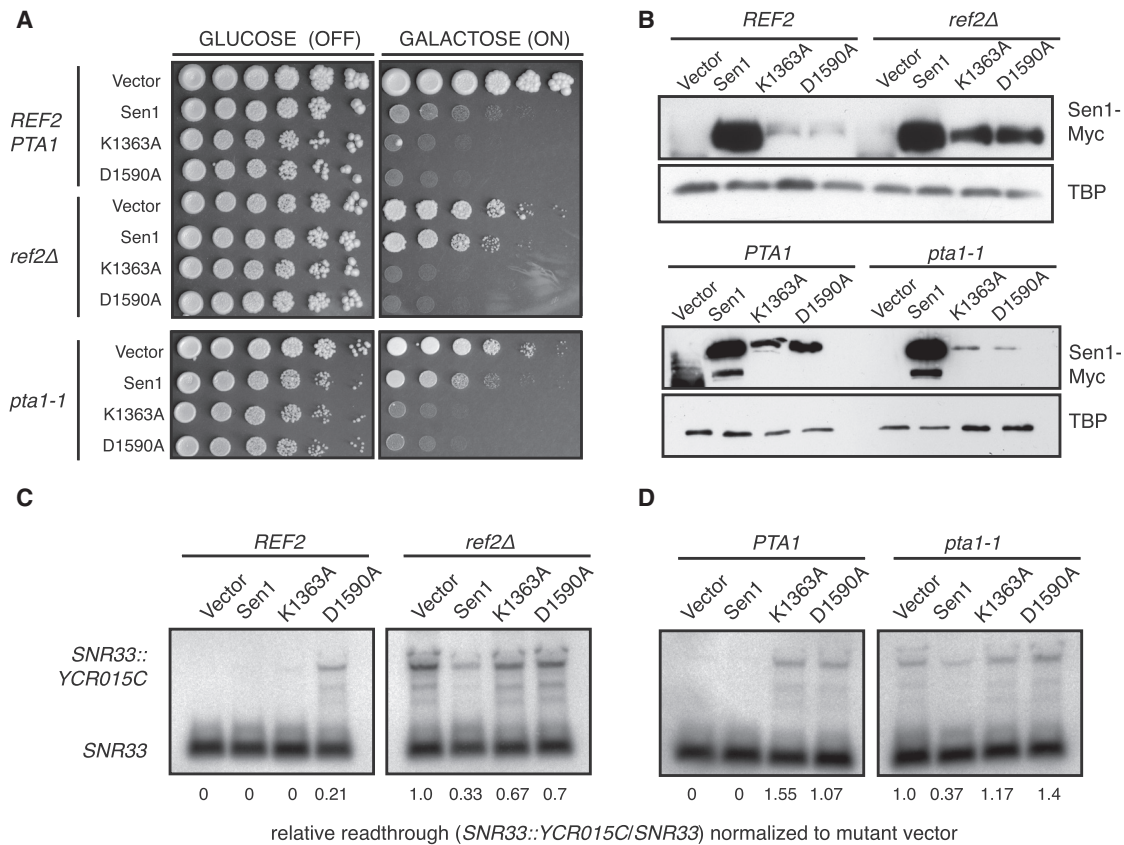 A
GLUCOSE (OFF) GALACTOSE (ON)
REF2
PTA1
Vector
Sen1
K1363A
D1590A
ref2Δ
Vector
Sen1
K1363A
D1590A
pta1-1
Vector
Sen1
K1363A
D1590A
B
REF2 ref2Δ
Vector Sen1 K1363A D1590A Vector Sen1 K1363A D1590A
Sen1-
Myc
TBP
PTA1 pta1-1
Vector Sen1 K1363A D1590A Vector Sen1 K1363A D1590A
Sen1-
Myc
TBP
C
REF2 ref2Δ
Vector Sen1 K1363A D1590A Vector Sen1 K1363A D1590A
SNR33::
YCR015C
SNR33
0 0 0 0.21 1.0 0.33 0.67 0.7
D
PTA1 pta1-1
Vector Sen1 K1363A D1590A Vector Sen1 K1363A D1590A
0 0 1.55 1.07 1.0 0.37 1.17 1.4
relative readthrough (SNR33::YCR015C/SNR33) normalized to mutant vector